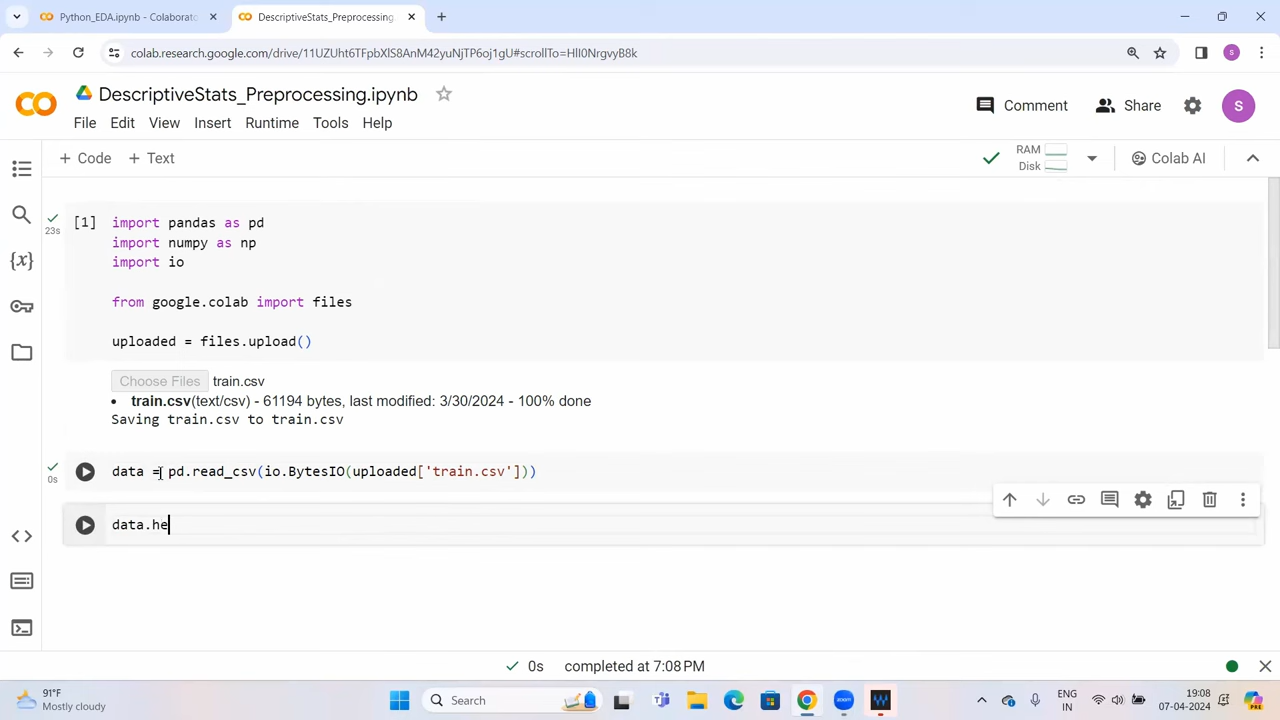 Python_EDA.ipynb - Colaborato
DescriptiveStats_Preprocessing.i
colab.research.google.com/drive/11UZUht6TFpbXlS8AnM42yuNjTP6oj1gU#scrollTo=HlI0NrgvyB8k
S
DescriptiveStats_Preprocessing.ipynb
Comment
Share
S
File Edit View Insert Runtime Tools Help
+ Code + Text
RAM
Disk
Colab AI
[1] import pandas as pd
23s
import numpy as np
import io
from google.colab import files
uploaded = files.upload()
Choose Files train.csv
• train.csv(text/csv) - 61194 bytes, last modified: 3/30/2024 - 100% done
Saving train.csv to train.csv
data = pd.read_csv(io.BytesIO(uploaded['train.csv']))
0s
data.he
0s completed at 7:08 PM
91°F
Mostly cloudy
Search
ENG
IN
19:08
07-04-2024